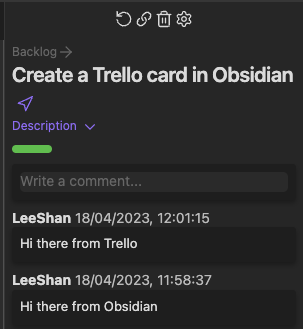 Backlog
Create a Trello card in Obsidian
Description
Write a comment...
LeeShan 18/04/2023, 12:01:15
Hi there from Trello
LeeShan 18/04/2023, 11:58:37
Hi there from Obsidian